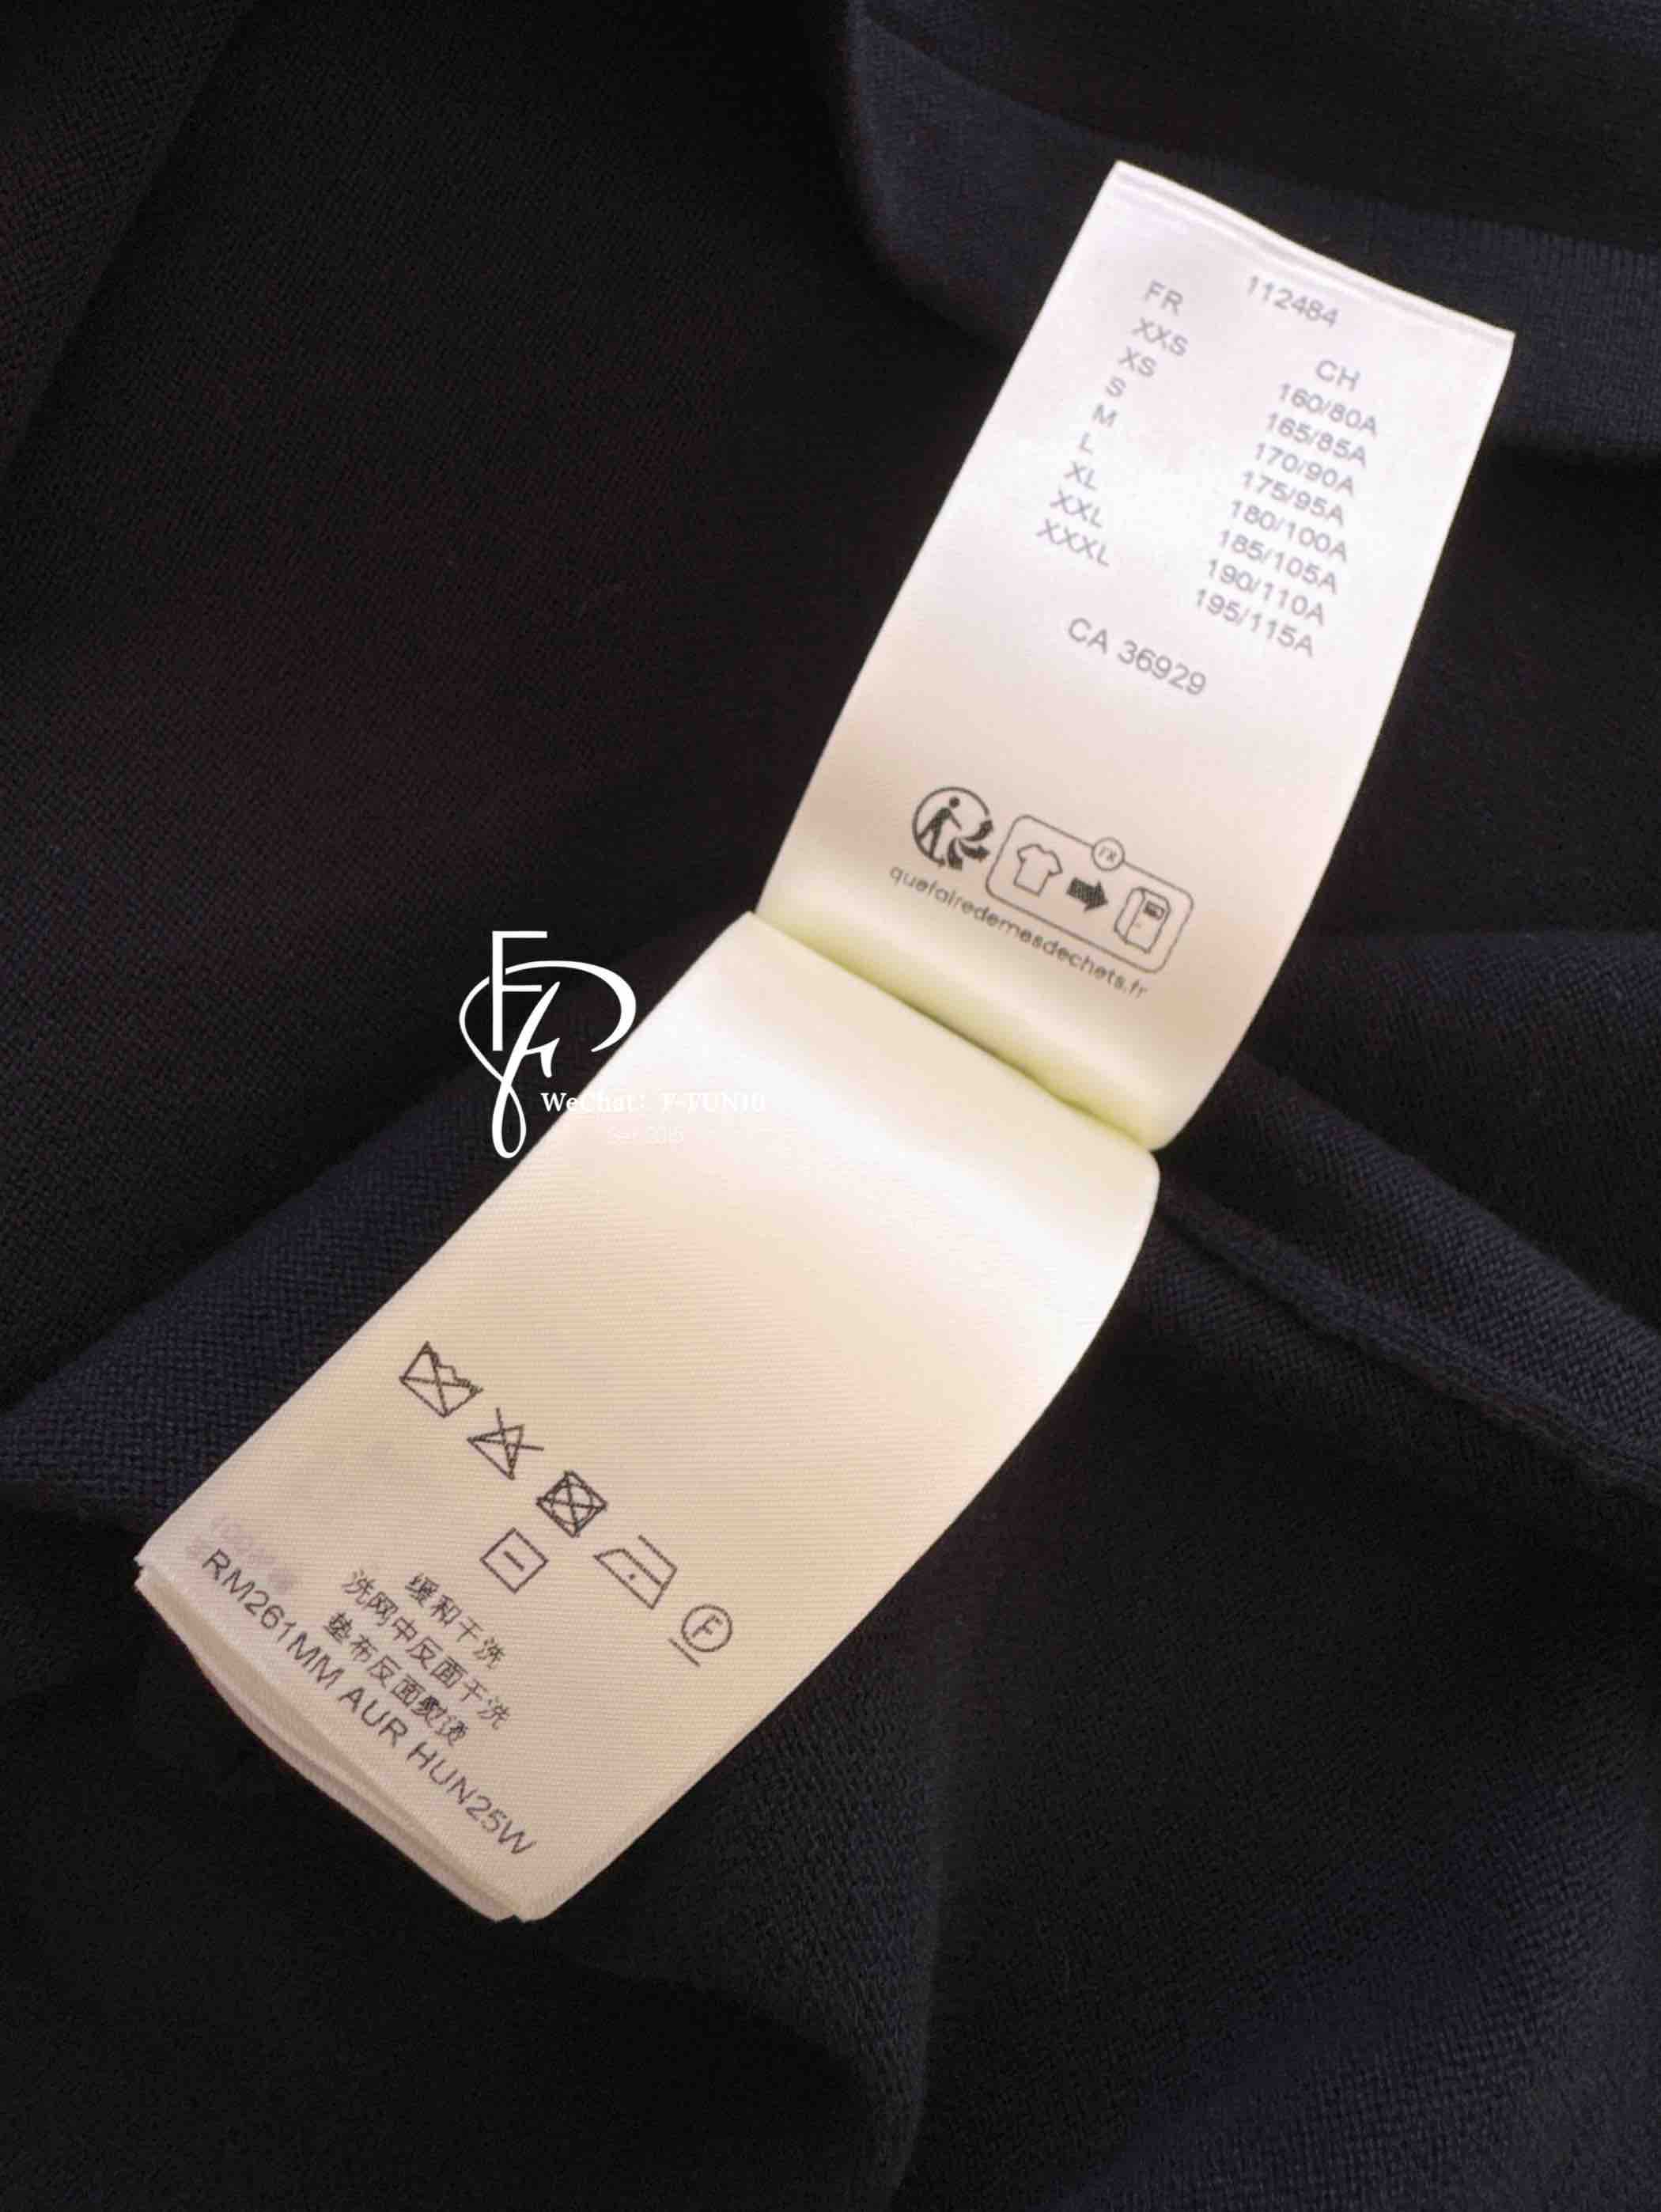 112484
FR CH
XXS 160/80A
XS 165/85A
S 170/90A
M 175/95A
L 180/100A
XL 185/105A
XXL 190/110A
XXXL 195/115A
CA 36929
FR
quefairedemesdechets.fr
WeChat:
F
缓和干洗
洗网中反面干洗
垫布反面熨烫
RM261MM AUR HUN25W